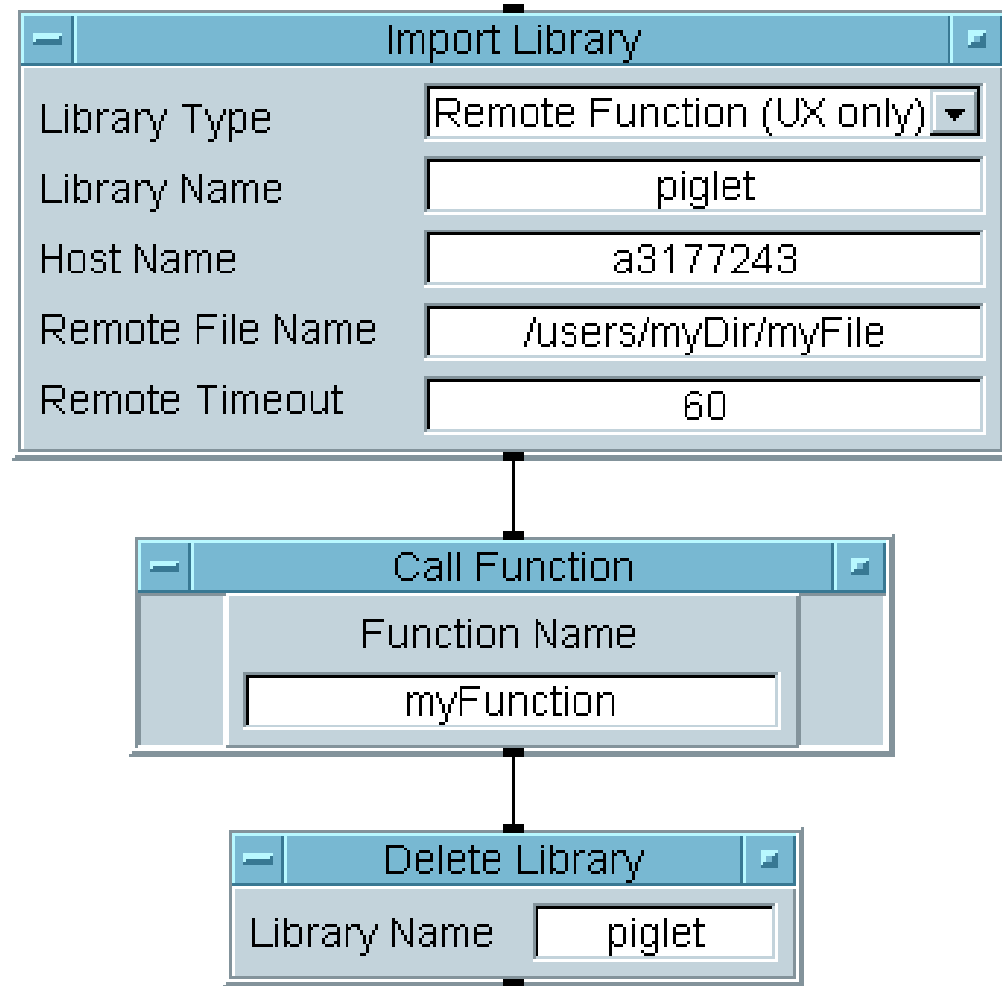 Import Library
Library Type Remote Function (UX only)
Library Name piglet
Host Name a3177243
Remote File Name /users/myDir/myFile
Remote Timeout 60
Call Function
Function Name
myFunction
Delete Library
Library Name piglet